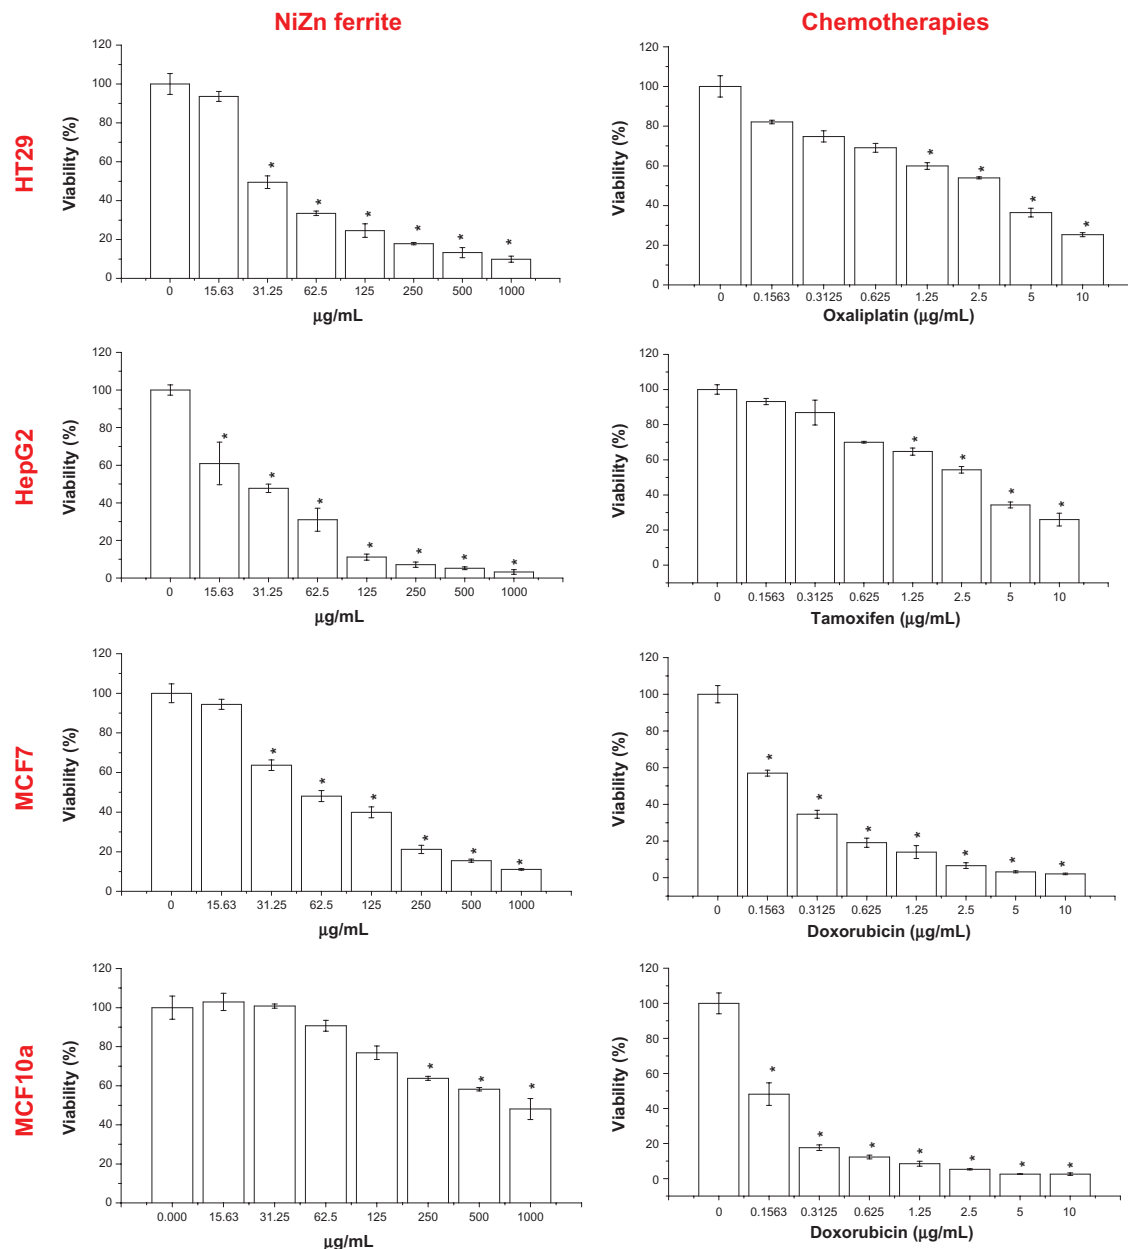 NiZn ferrite
Chemotherapies
HT29
Viability (%)
120
100
80
60
40
20
0
* * * * * *
0 15.63 31.25 62.5 125 250 500 1000
µg/mL
Viability (%)
120
100
80
60
40
20
0
* * * *
0 0.1563 0.3125 0.625 1.25 2.5 5 10
Oxaliplatin (µg/mL)
HepG2
Viability (%)
120
100
80
60
40
20
0
* * * * * * *
0 15.63 31.25 62.5 125 250 500 1000
µg/mL
Viability (%)
120
100
80
60
40
20
0
* * * *
0 0.1563 0.3125 0.625 1.25 2.5 5 10
Tamoxifen (µg/mL)
MCF7
Viability (%)
120
100
80
60
40
20
0
* * * * * *
0 15.63 31.25 62.5 125 250 500 1000
µg/mL
Viability (%)
120
100
80
60
40
20
0
* * * * * * *
0 0.1563 0.3125 0.625 1.25 2.5 5 10
Doxorubicin (µg/mL)
MCF10a
Viability (%)
120
100
80
60
40
20
0
* * *
0.000 15.63 31.25 62.5 125 250 500 1000
µg/mL
Viability (%)
120
100
80
60
40
20
0
* * * * * * *
0 0.1563 0.3125 0.625 1.25 2.5 5 10
Doxorubicin (µg/mL)